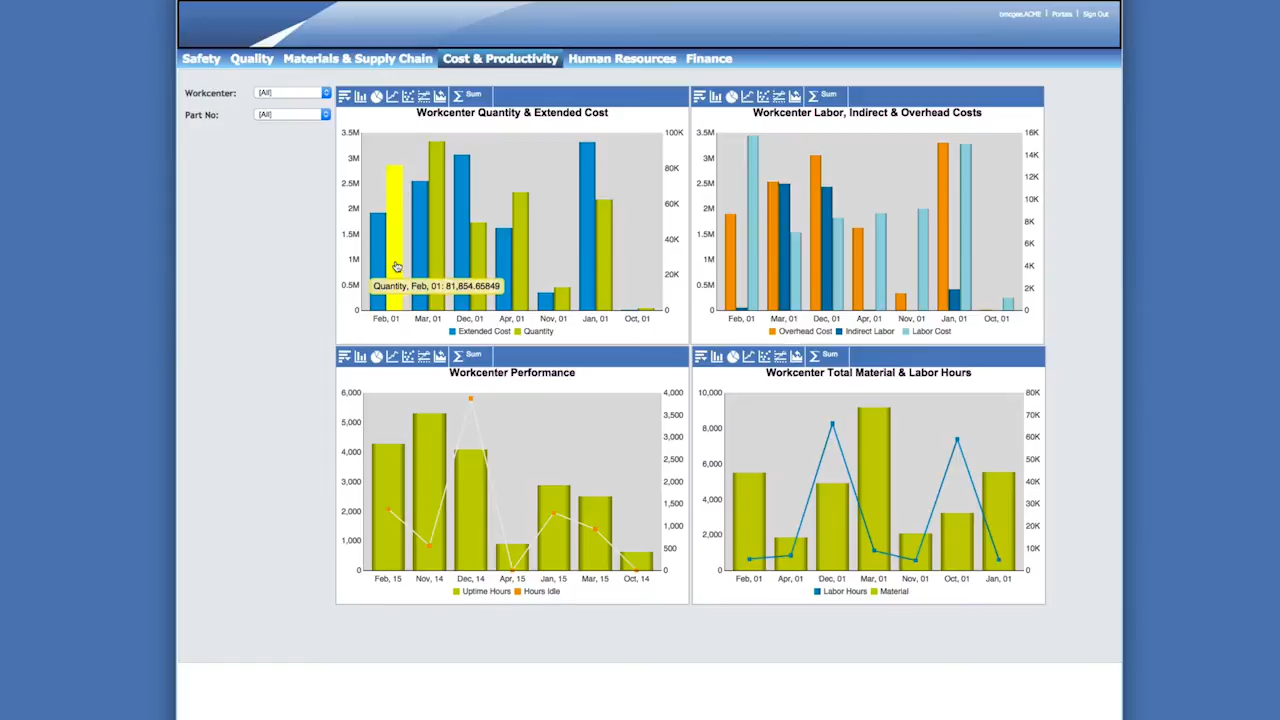 bmcgee.ACME | Portals | Sign Out
Safety Quality Materials & Supply Chain Cost & Productivity Human Resources Finance
Workcenter: [All]
Part No: [All]
Sum
Workcenter Quantity & Extended Cost
3.5M
3M
2.5M
2M
1.5M
1M
0.5M
0
100K
80K
60K
40K
20K
0
Quantity, Feb, 01: 81,854.65849
Feb, 01 Mar, 01 Dec, 01 Apr, 01 Nov, 01 Jan, 01 Oct, 01
Extended Cost Quantity
Sum
Workcenter Labor, Indirect & Overhead Costs
3.5M
3M
2.5M
2M
1.5M
1M
0.5M
0
16K
14K
12K
10K
8K
6K
4K
2K
0
Feb, 01 Mar, 01 Dec, 01 Apr, 01 Nov, 01 Jan, 01 Oct, 01
Overhead Cost Indirect Labor Labor Cost
Sum
Workcenter Performance
6,000
5,000
4,000
3,000
2,000
1,000
0
4,000
3,500
3,000
2,500
2,000
1,500
1,000
500
0
Feb, 15 Nov, 14 Dec, 14 Apr, 15 Jan, 15 Mar, 15 Oct, 14
Uptime Hours Hours Idle
Sum
Workcenter Total Material & Labor Hours
10,000
8,000
6,000
4,000
2,000
0
80K
70K
60K
50K
40K
30K
20K
10K
0
Feb, 01 Apr, 01 Dec, 01 Mar, 01 Nov, 01 Oct, 01 Jan, 01
Labor Hours Material